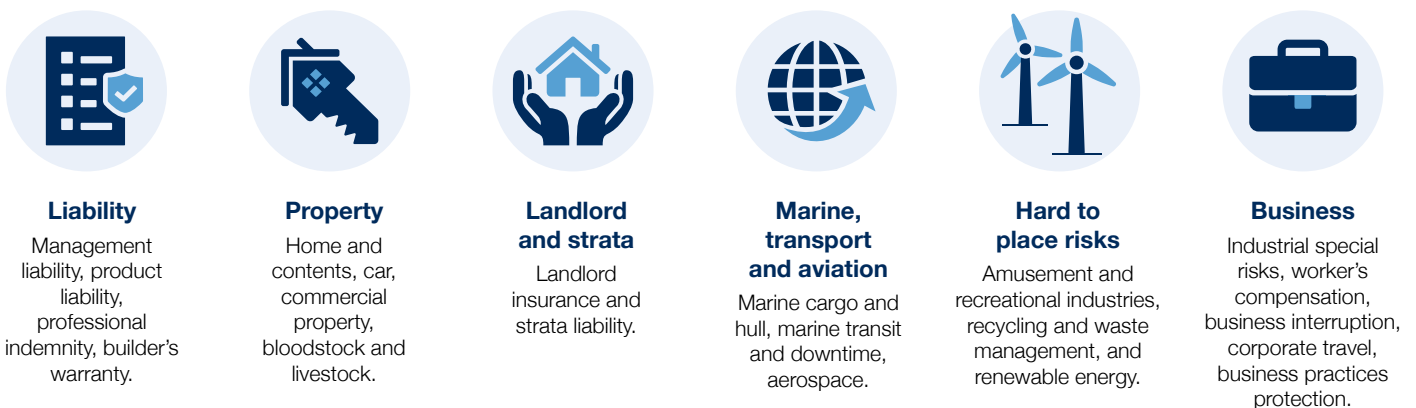 Liability
Management
liability, product
liability,
professional
indemnity, builder's
warranty.
Property
Home and
contents, car,
commercial
property,
bloodstock and
livestock.
Landlord
and strata
Landlord
insurance and
strata liability.
Marine,
transport
and aviation
Marine cargo and
hull, marine transit
and downtime,
aerospace.
Hard to
place risks
Amusement and
recreational industries,
recycling and waste
management, and
renewable energy.
Business
Industrial special
risks, worker's
compensation,
business interruption,
corporate travel,
business practices
protection.